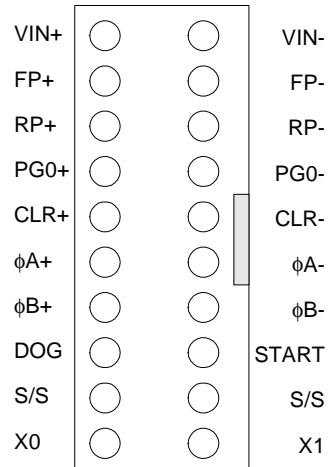 VIN+ VIN-
FP+ FP-
RP+ RP-
PG0+ PG0-
CLR+ CLR-
ϕA+ ϕA-
ϕB+ ϕB-
DOG START
S/S S/S
X0 X1